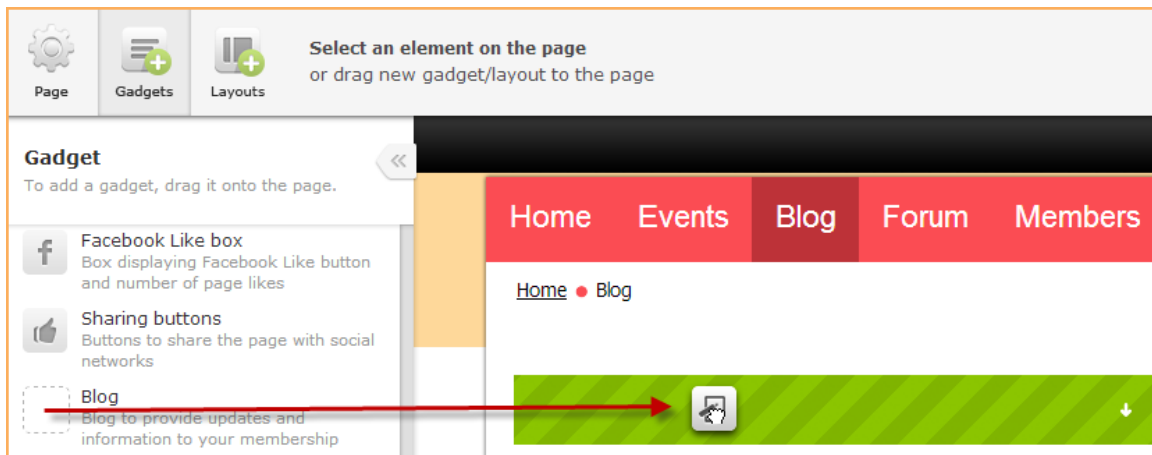 Select an element on the page
or drag new gadget/layout to the page
Page
Gadgets
Layouts
Gadget
To add a gadget, drag it onto the page.
Facebook Like box
Box displaying Facebook Like button
and number of page likes
Sharing buttons
Buttons to share the page with social
networks
Blog
Blog to provide updates and
information to your membership
Home Events Blog Forum Members
Home Blog